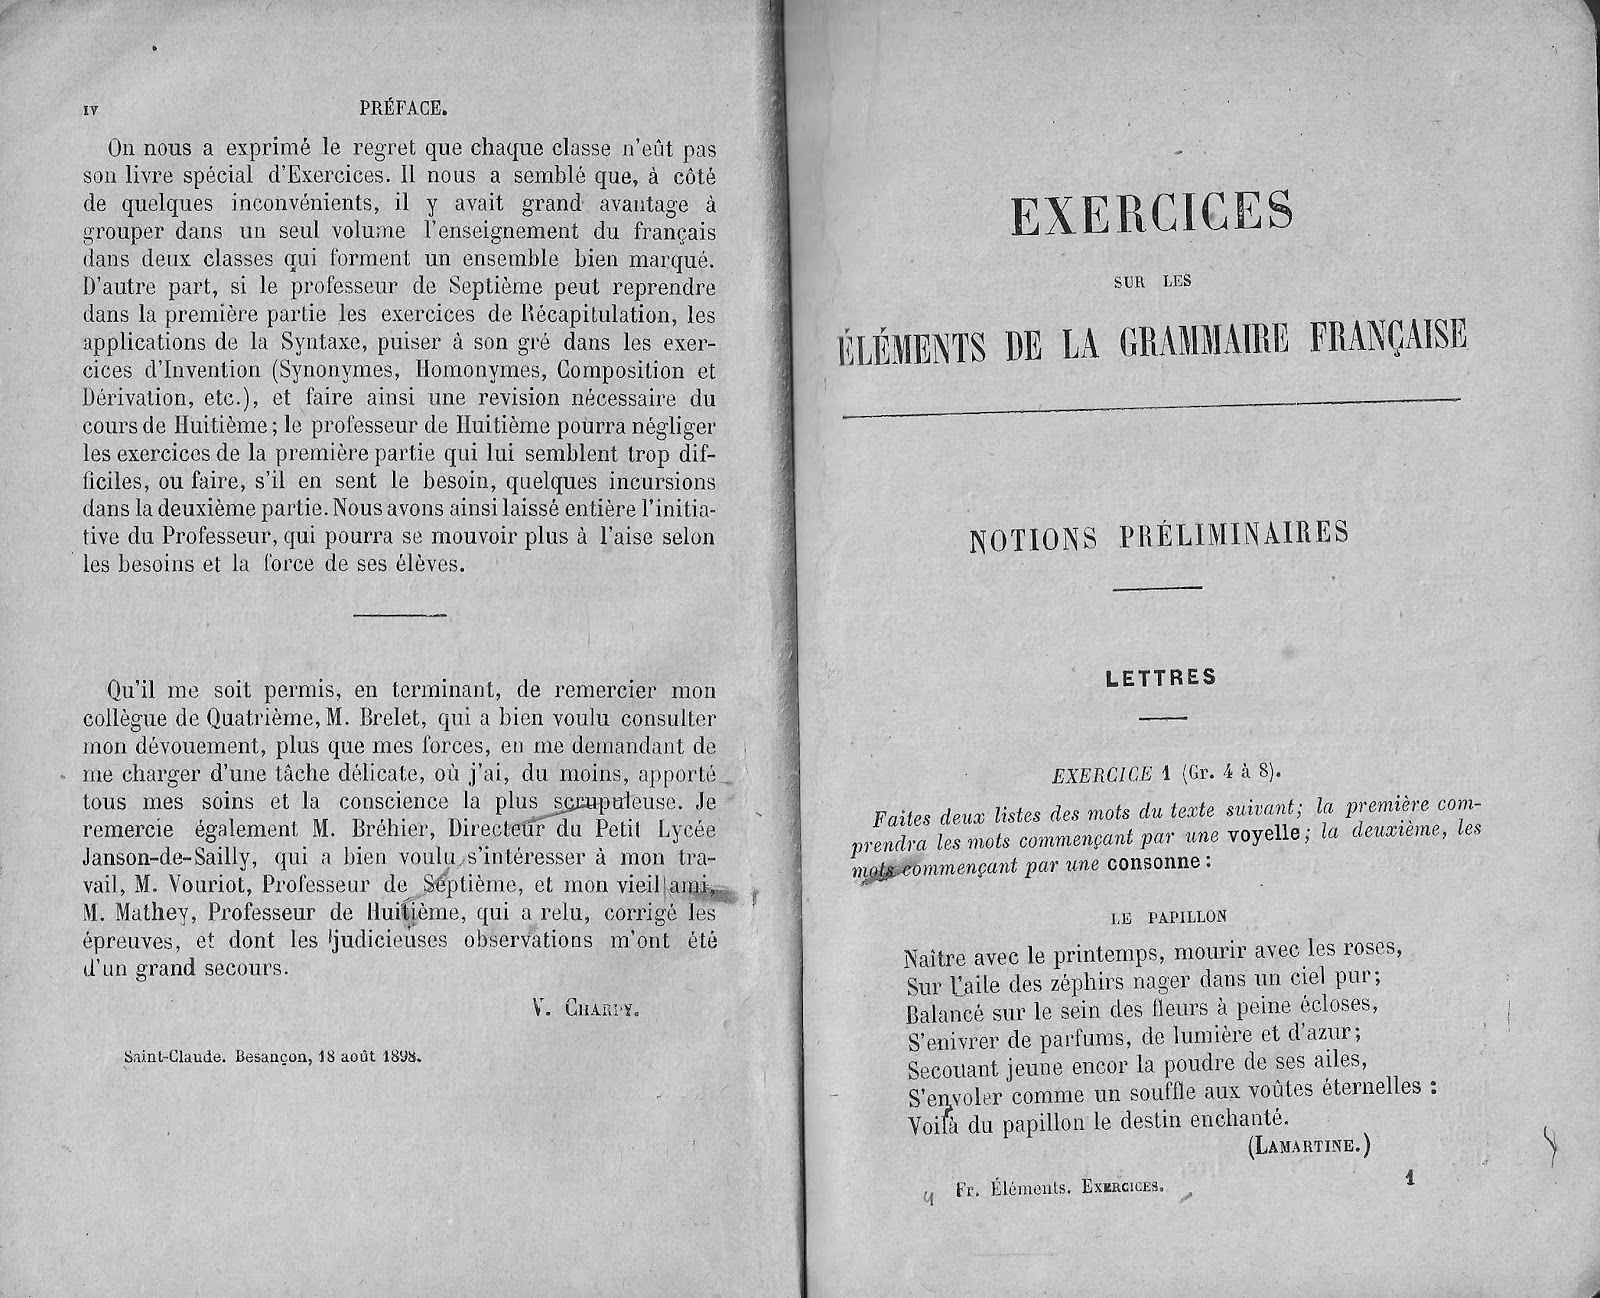 IV
PRÉFACE.
On nous a exprimé le regret que chaque classe n'eût pas
son livre spécial d'Exercices. Il nous a semblé que, à côté
de quelques inconvénients, il y avait grand avantage à
grouper dans un seul volume l'enseignement du français
dans deux classes qui forment un ensemble bien marqué.
D'autre part, si le professeur de Septième peut reprendre
dans la première partie les exercices de Récapitulation, les
applications de la Syntaxe, puiser à son gré dans les exer-
cices d'Invention (Synonymes, Homonymes, Composition et
Dérivation, etc.), et faire ainsi une revision nécessaire du
cours de Huitième; le professeur de Huitième pourra négliger
les exercices de la première partie qui lui semblent trop dif-
ficiles, ou faire, s'il en sent le besoin, quelques incursions
dans la deuxième partie. Nous avons ainsi laissé entière l'initia-
tive du Professeur, qui pourra se mouvoir plus à l'aise selon
les besoins et la force de ses élèves.
Qu'il me soit permis, en terminant, de remercier mon
collègue de Quatrième, M. Brelet, qui a bien voulu consulter
mon dévouement, plus que mes forces, en me demandant de
me charger d'une tâche délicate, où j'ai, du moins, apporté
tous mes soins et la conscience la plus scrupuleuse. Je
remercie également M. Bréhier, Directeur du Petit Lycée
Janson-de-Sailly, qui a bien voulu s'intéresser à mon tra-
vail, M. Vouriot, Professeur de Septième, et mon vieil ami,
M. Mathey, Professeur de Huitième, qui a relu, corrigé les
épreuves, et dont les judicieuses observations m'ont été
d'un grand secours.
V. CHARPY.
Saint-Claude. Besançon, 18 août 1898.
EXERCICES
SUR LES
ÉLÉMENTS DE LA GRAMMAIRE FRANÇAISE
NOTIONS PRÉLIMINAIRES
LETTRES
EXERCICE 1 (Gr. 4 à 8).
Faites deux listes des mots du texte suivant; la première com-
prendra les mots commençant par une voyelle; la deuxième, les
mots commençant par une consonne :
LE PAPILLON
Naître avec le printemps, mourir avec les roses,
Sur l'aile des zéphirs nager dans un ciel pur;
Balancé sur le sein des fleurs à peine écloses,
S'enivrer de parfums, de lumière et d'azur;
Secouant jeune encor la poudre de ses ailes,
S'envoler comme un souffle aux voûtes éternelles :
Voilà du papillon le destin enchanté.
(LAMARTINE.)
Fr. Éléments. EXERCICES.
1